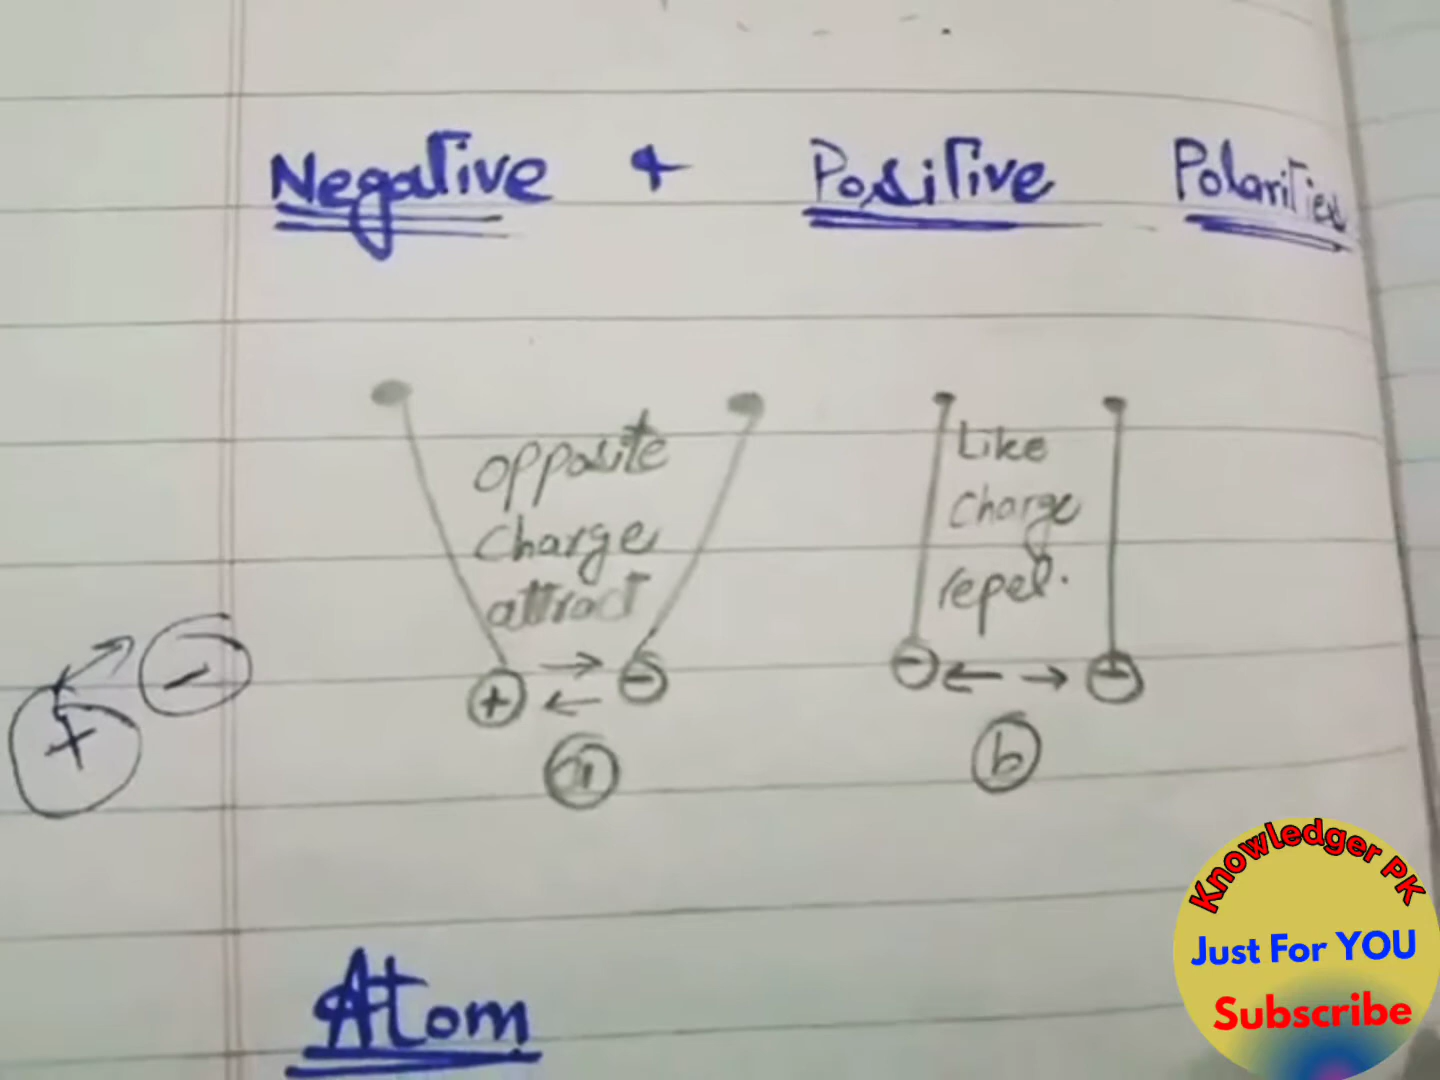 Negative + Positive Polarities
opposite
charge
attract
Like
Charge
repel.
+ -
+ -
- -
a
b
Atom
Knowledger PK
Just For YOU
Subscribe